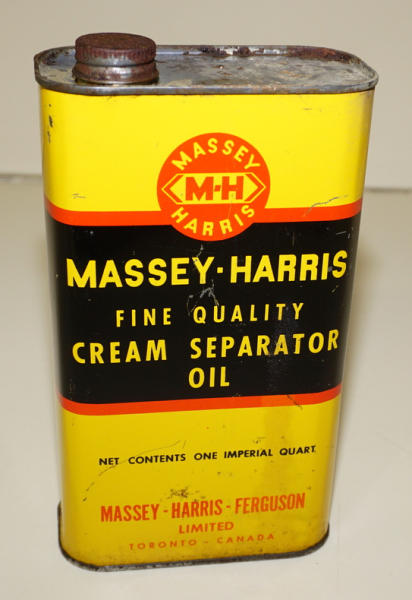 MASSEY
M-H
HARRIS
MASSEY-HARRIS
FINE QUALITY
CREAM SEPARATOR
OIL
NET CONTENTS ONE IMPERIAL QUART
MASSEY-HARRIS-FERGUSON
LIMITED
TORONTO - CANADA